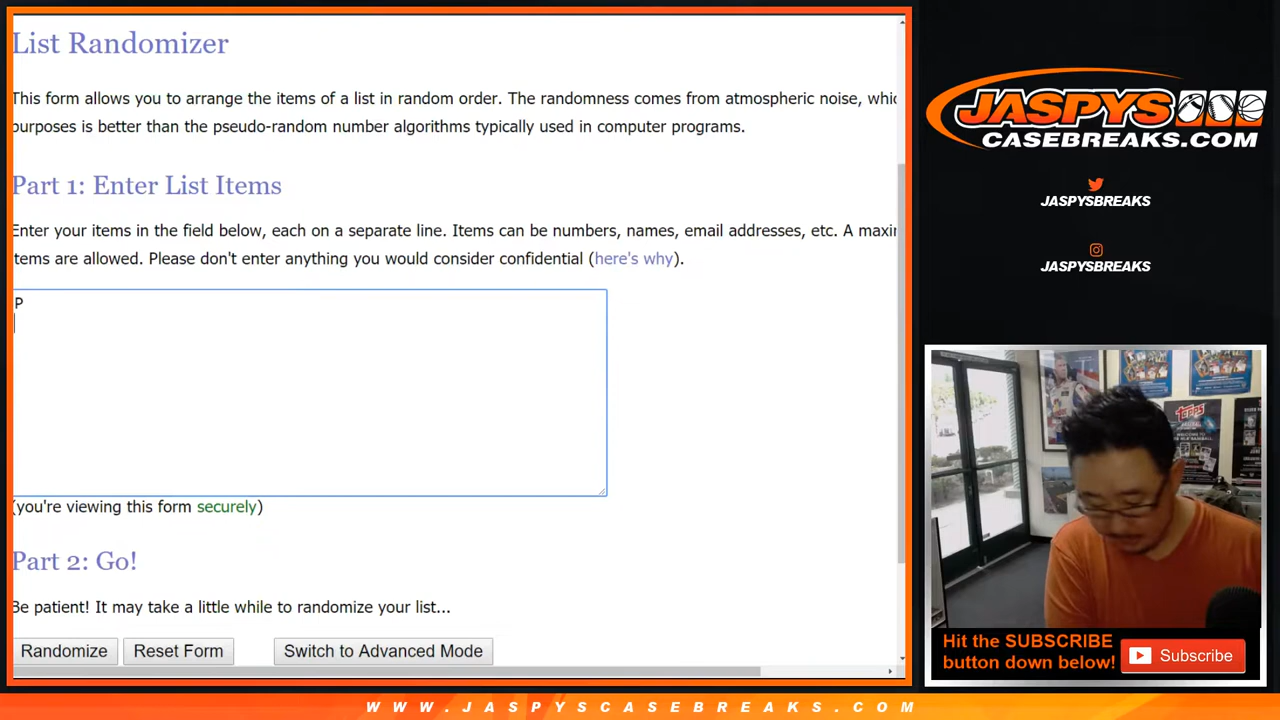 List Randomizer
This form allows you to arrange the items of a list in random order. The randomness comes from atmospheric noise, whic
purposes is better than the pseudo-random number algorithms typically used in computer programs.
Part 1: Enter List Items
Enter your items in the field below, each on a separate line. Items can be numbers, names, email addresses, etc. A maxi
items are allowed. Please don't enter anything you would consider confidential (here's why).
P
(you're viewing this form securely)
Part 2: Go!
Be patient! It may take a little while to randomize your list...
Randomize Reset Form Switch to Advanced Mode
JASPYS
CASEBREAKS.COM
JASPYSBREAKS
JASPYSBREAKS
TOPPS
Hit the SUBSCRIBE
button down below!
Subscribe
WWW.JASPYSCASEBREAKS.COM